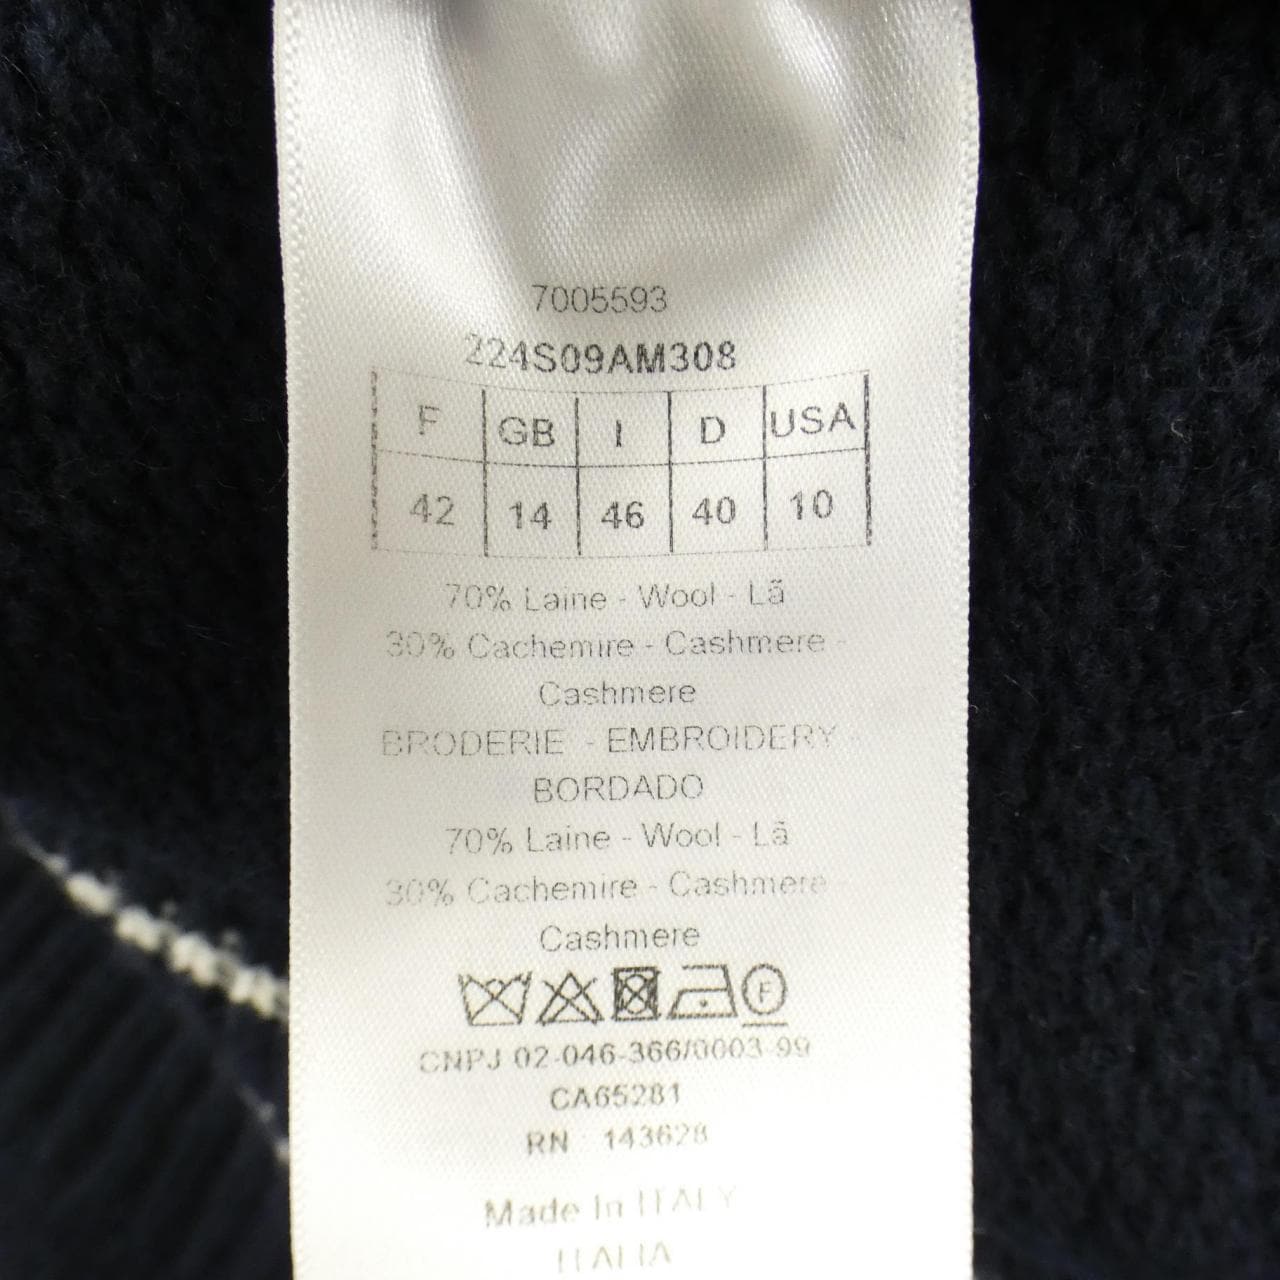 7005593
224S09AM308
F GB I D USA
42 14 46 40 10
70% Laine - Wool - Lã
30% Cachemire - Cashmere -
Cashmere
BRODERIE - EMBROIDERY -
BORDADO
70% Laine - Wool - Lã
30% Cachemire - Cashmere
Cashmere
F
CNPJ 02-046-366/0003-99
CA65281
RN 143628
Made In ITALY
ITALIA